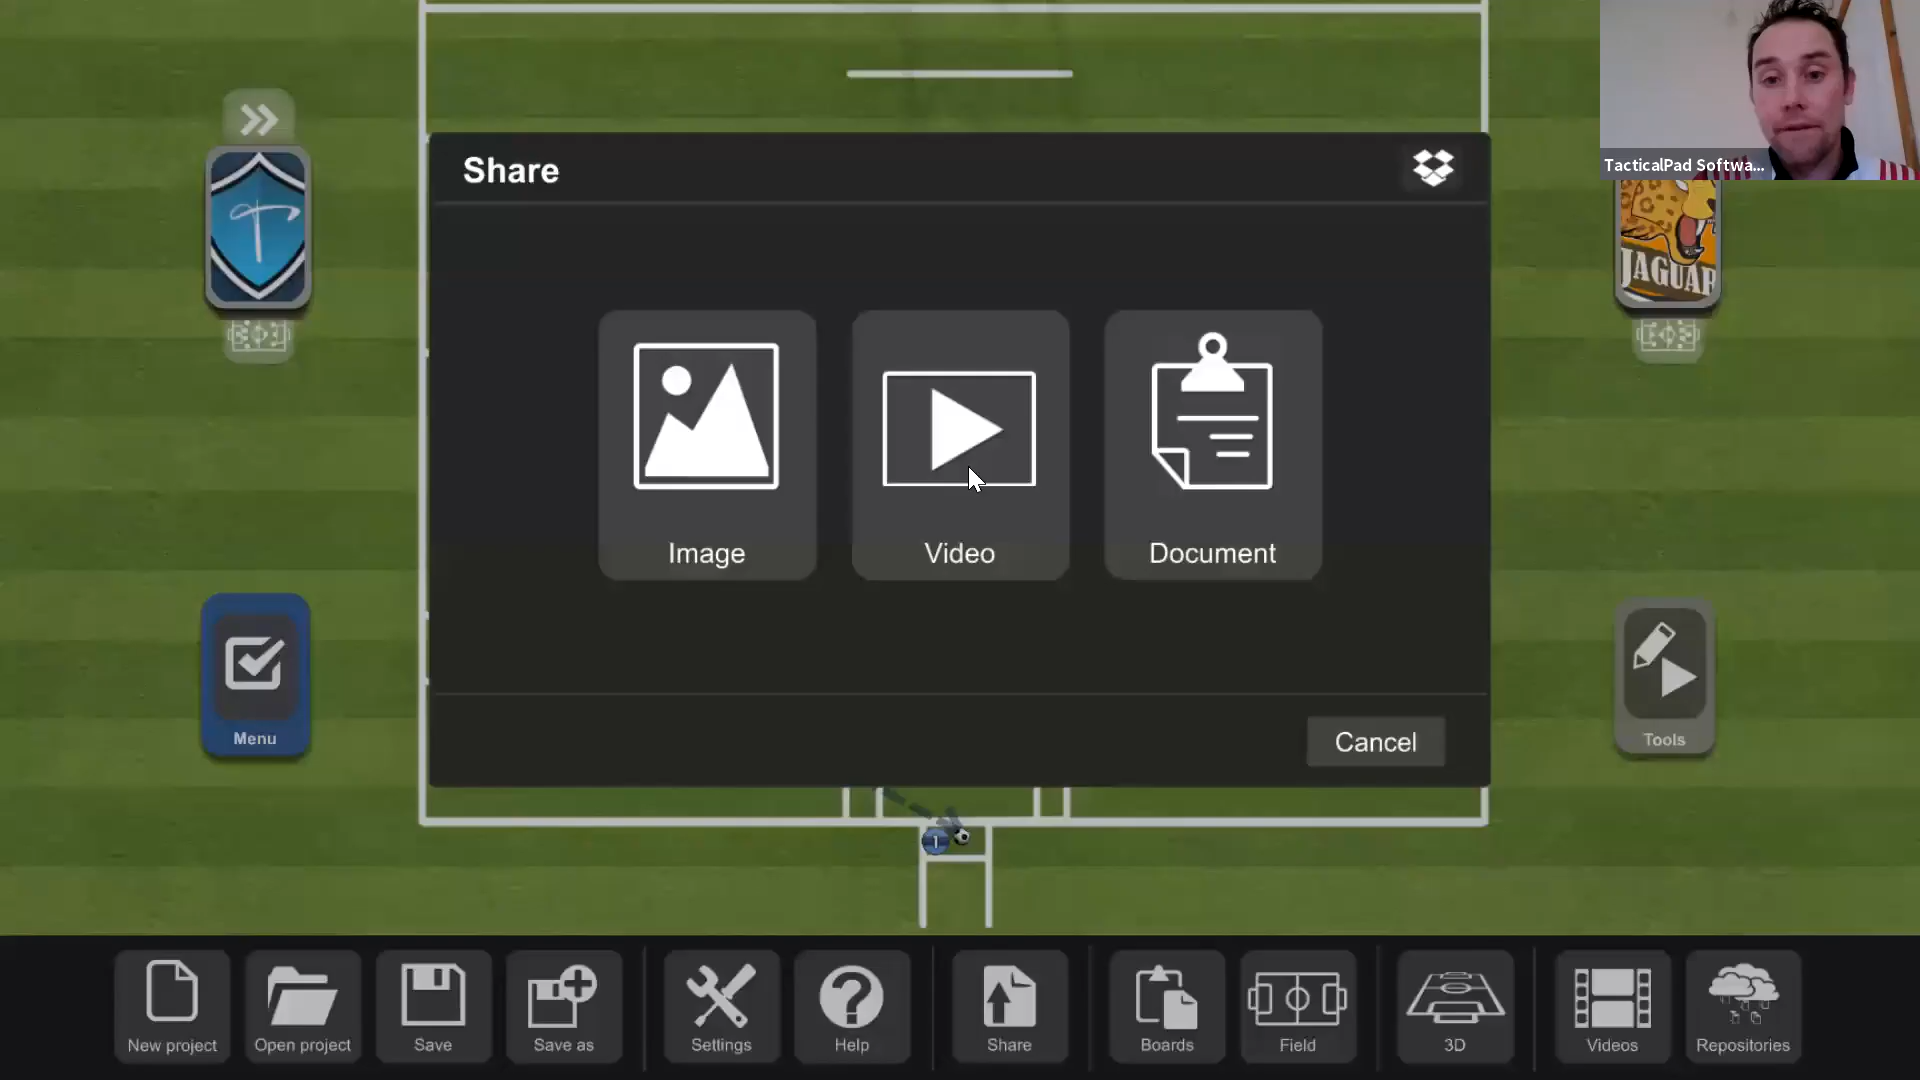 TacticalPad Softwa...
Share
JAGUAR
Image
Video
Document
Menu
Tools
Cancel
1
New project
Open project
Save
Save as
Settings
Help
Share
Boards
Field
3D
Videos
Repositories